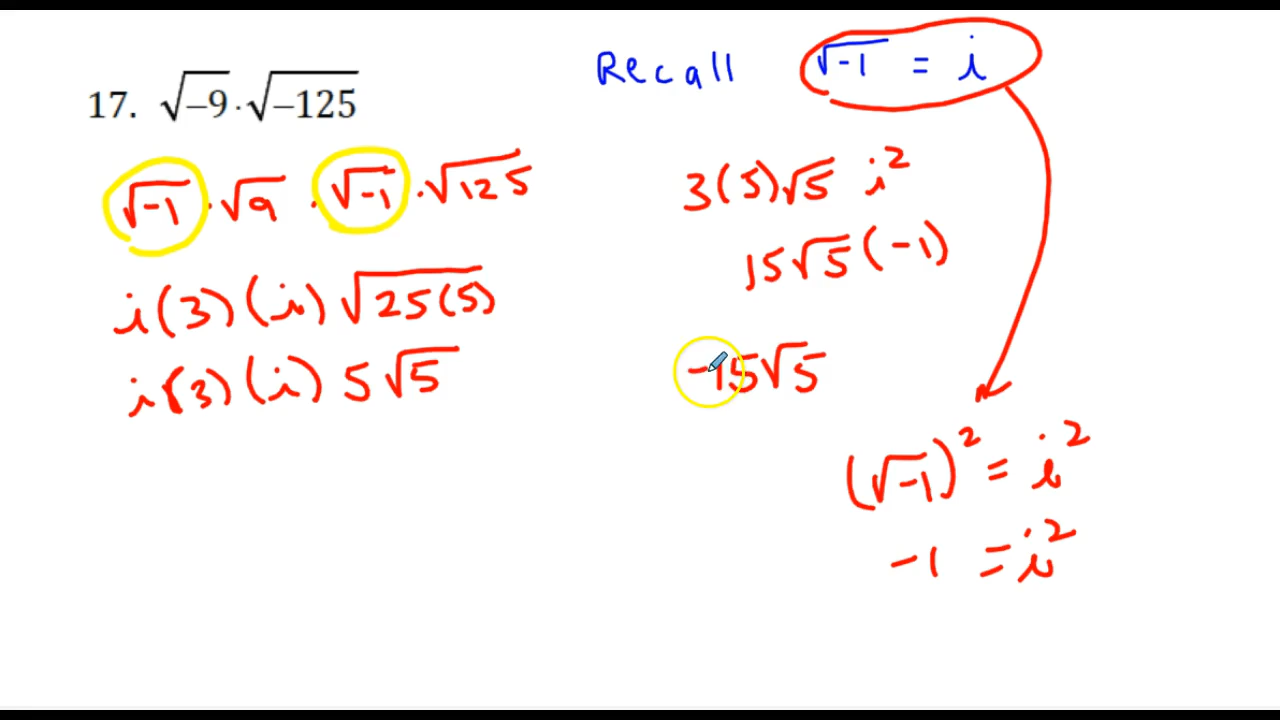 17. √−9 · √−125
√-1 · √9 · √-1 · √125
i(3)(i)√25(5)
i(3)(i) 5√5
Recall √-1 = i
3(5)√5 i²
15√5(-1)
-15√5
(√-1)² = i²
-1 = i²